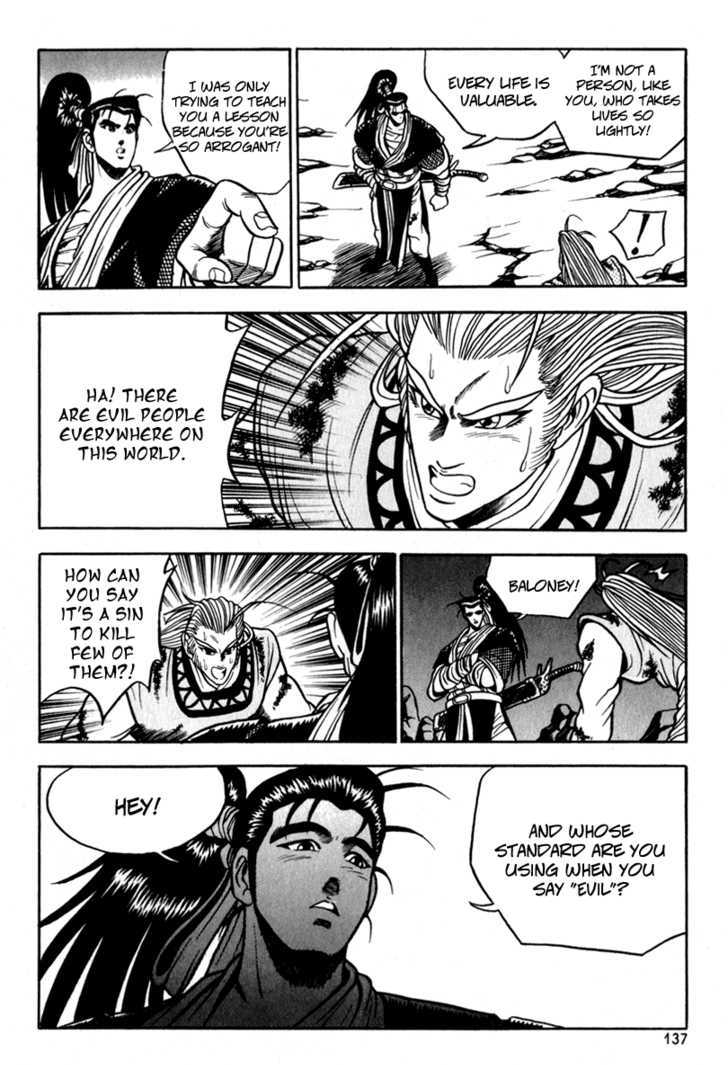 I WAS ONLY
TRYING TO TEACH
YOU A LESSON
BECAUSE YOU'RE
SO ARROGANT!
EVERY LIFE IS
VALUABLE.
I'M NOT A
PERSON, LIKE
YOU, WHO TAKES
LIVES SO
LIGHTLY!
!
HA! THERE
ARE EVIL PEOPLE
EVERYWHERE ON
THIS WORLD.
HOW CAN
YOU SAY
IT'S A SIN
TO KILL
FEW OF
THEM?!
BALONEY!
HEY!
AND WHOSE
STANDARD ARE YOU
USING WHEN YOU
SAY "EVIL"?
137